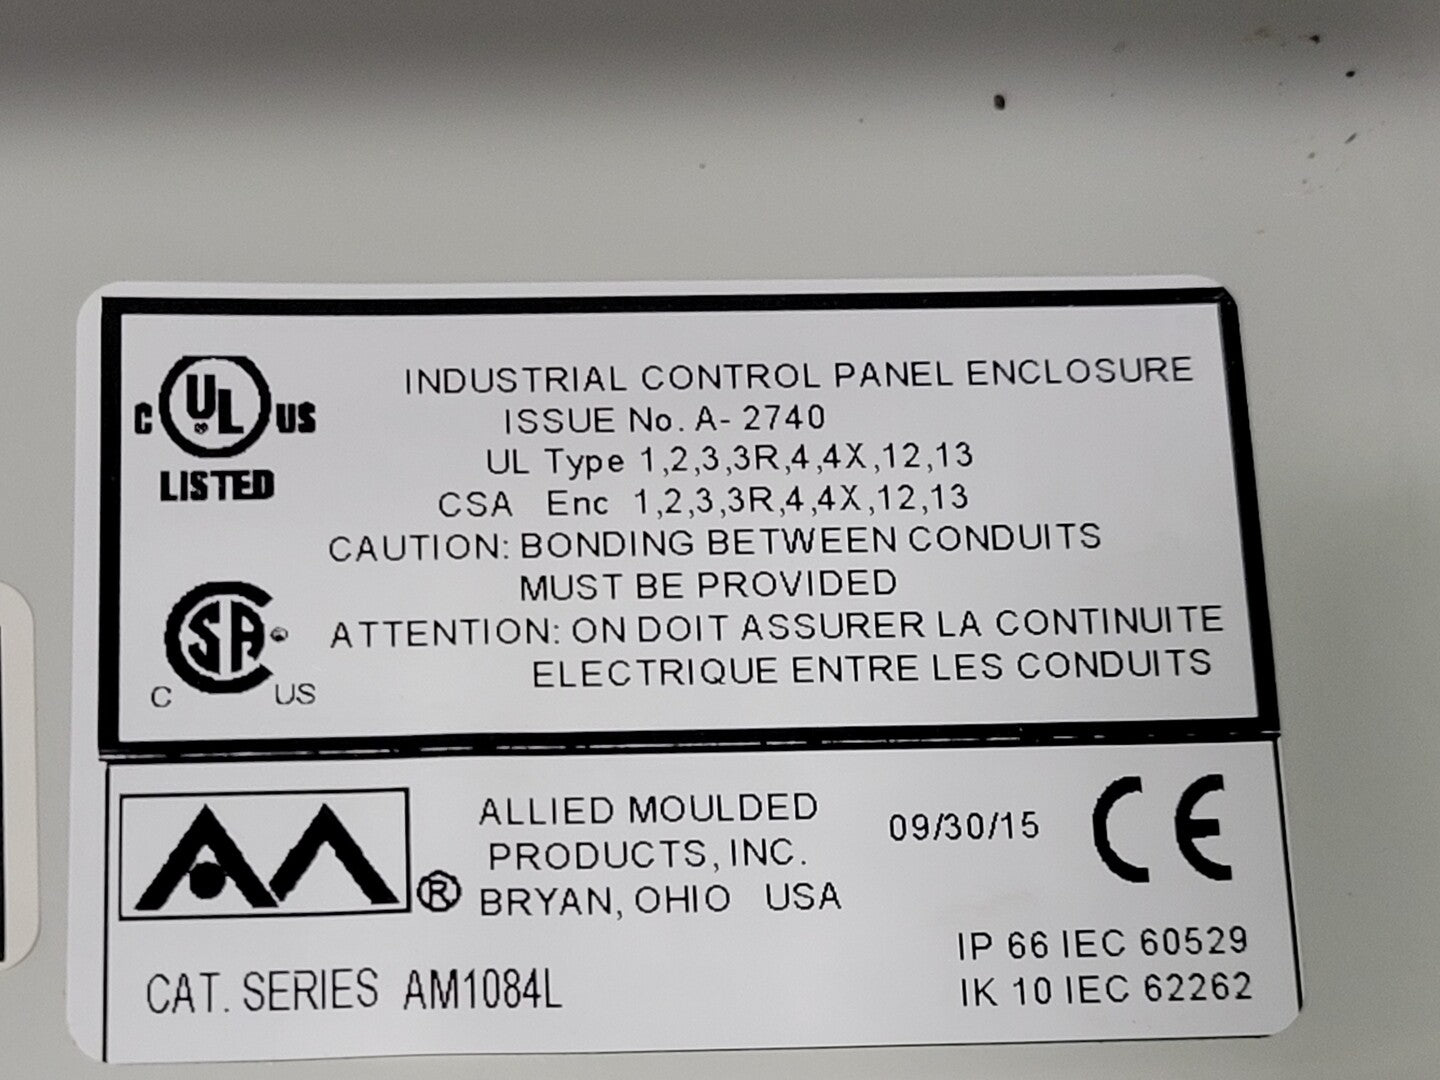 INDUSTRIAL CONTROL PANEL ENCLOSURE
ISSUE No. A- 2740
UL Type 1,2,3,3R,4,4X,12,13
CSA Enc 1,2,3,3R,4,4X,12,13
CAUTION: BONDING BETWEEN CONDUITS
MUST BE PROVIDED
ATTENTION: ON DOIT ASSURER LA CONTINUITE
ELECTRIQUE ENTRE LES CONDUITS
C UL US
LISTED
CSA
C US
ALLIED MOULDED
PRODUCTS, INC.
BRYAN, OHIO USA
®
09/30/15
CE
CAT. SERIES AM1084L
IP 66 IEC 60529
IK 10 IEC 62262